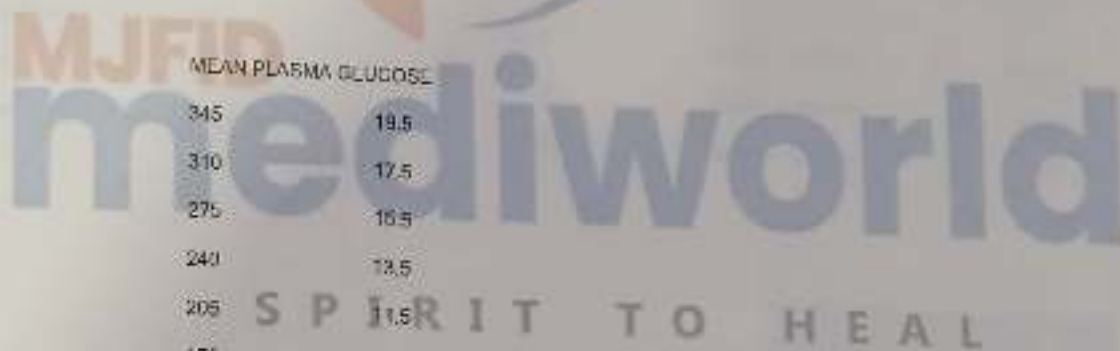 MJFID
mediworld
SPIRIT TO HEAL
MEAN PLASMA GLUCOSE
345 19.5
310 17.5
275 15.5
240 13.5
205 11.5